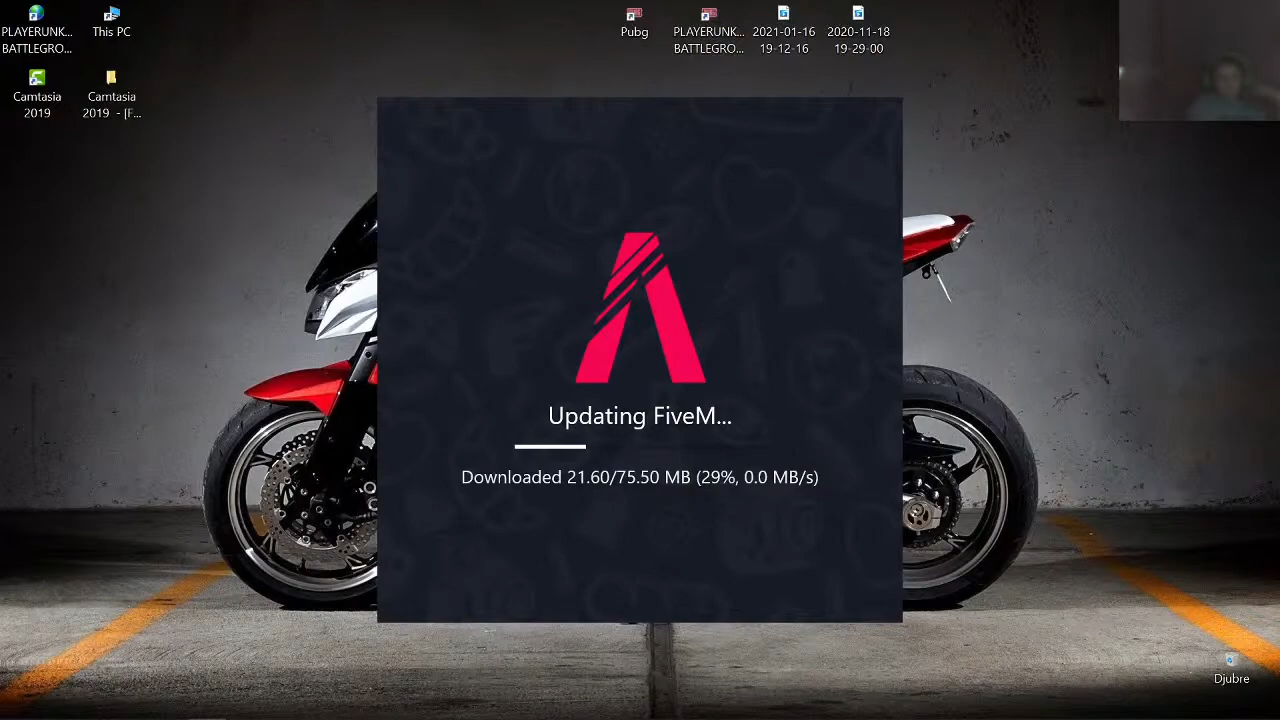 PLAYERUNK...
BATTLEGRO...
This PC
Pubg
PLAYERUNK...
BATTLEGRO...
2021-01-16
19-12-16
2020-11-18
19-29-00
Camtasia
2019
Camtasia
2019 - [F...
Updating FiveM...
Downloaded 21.60/75.50 MB (29%, 0.0 MB/s)
Djubre